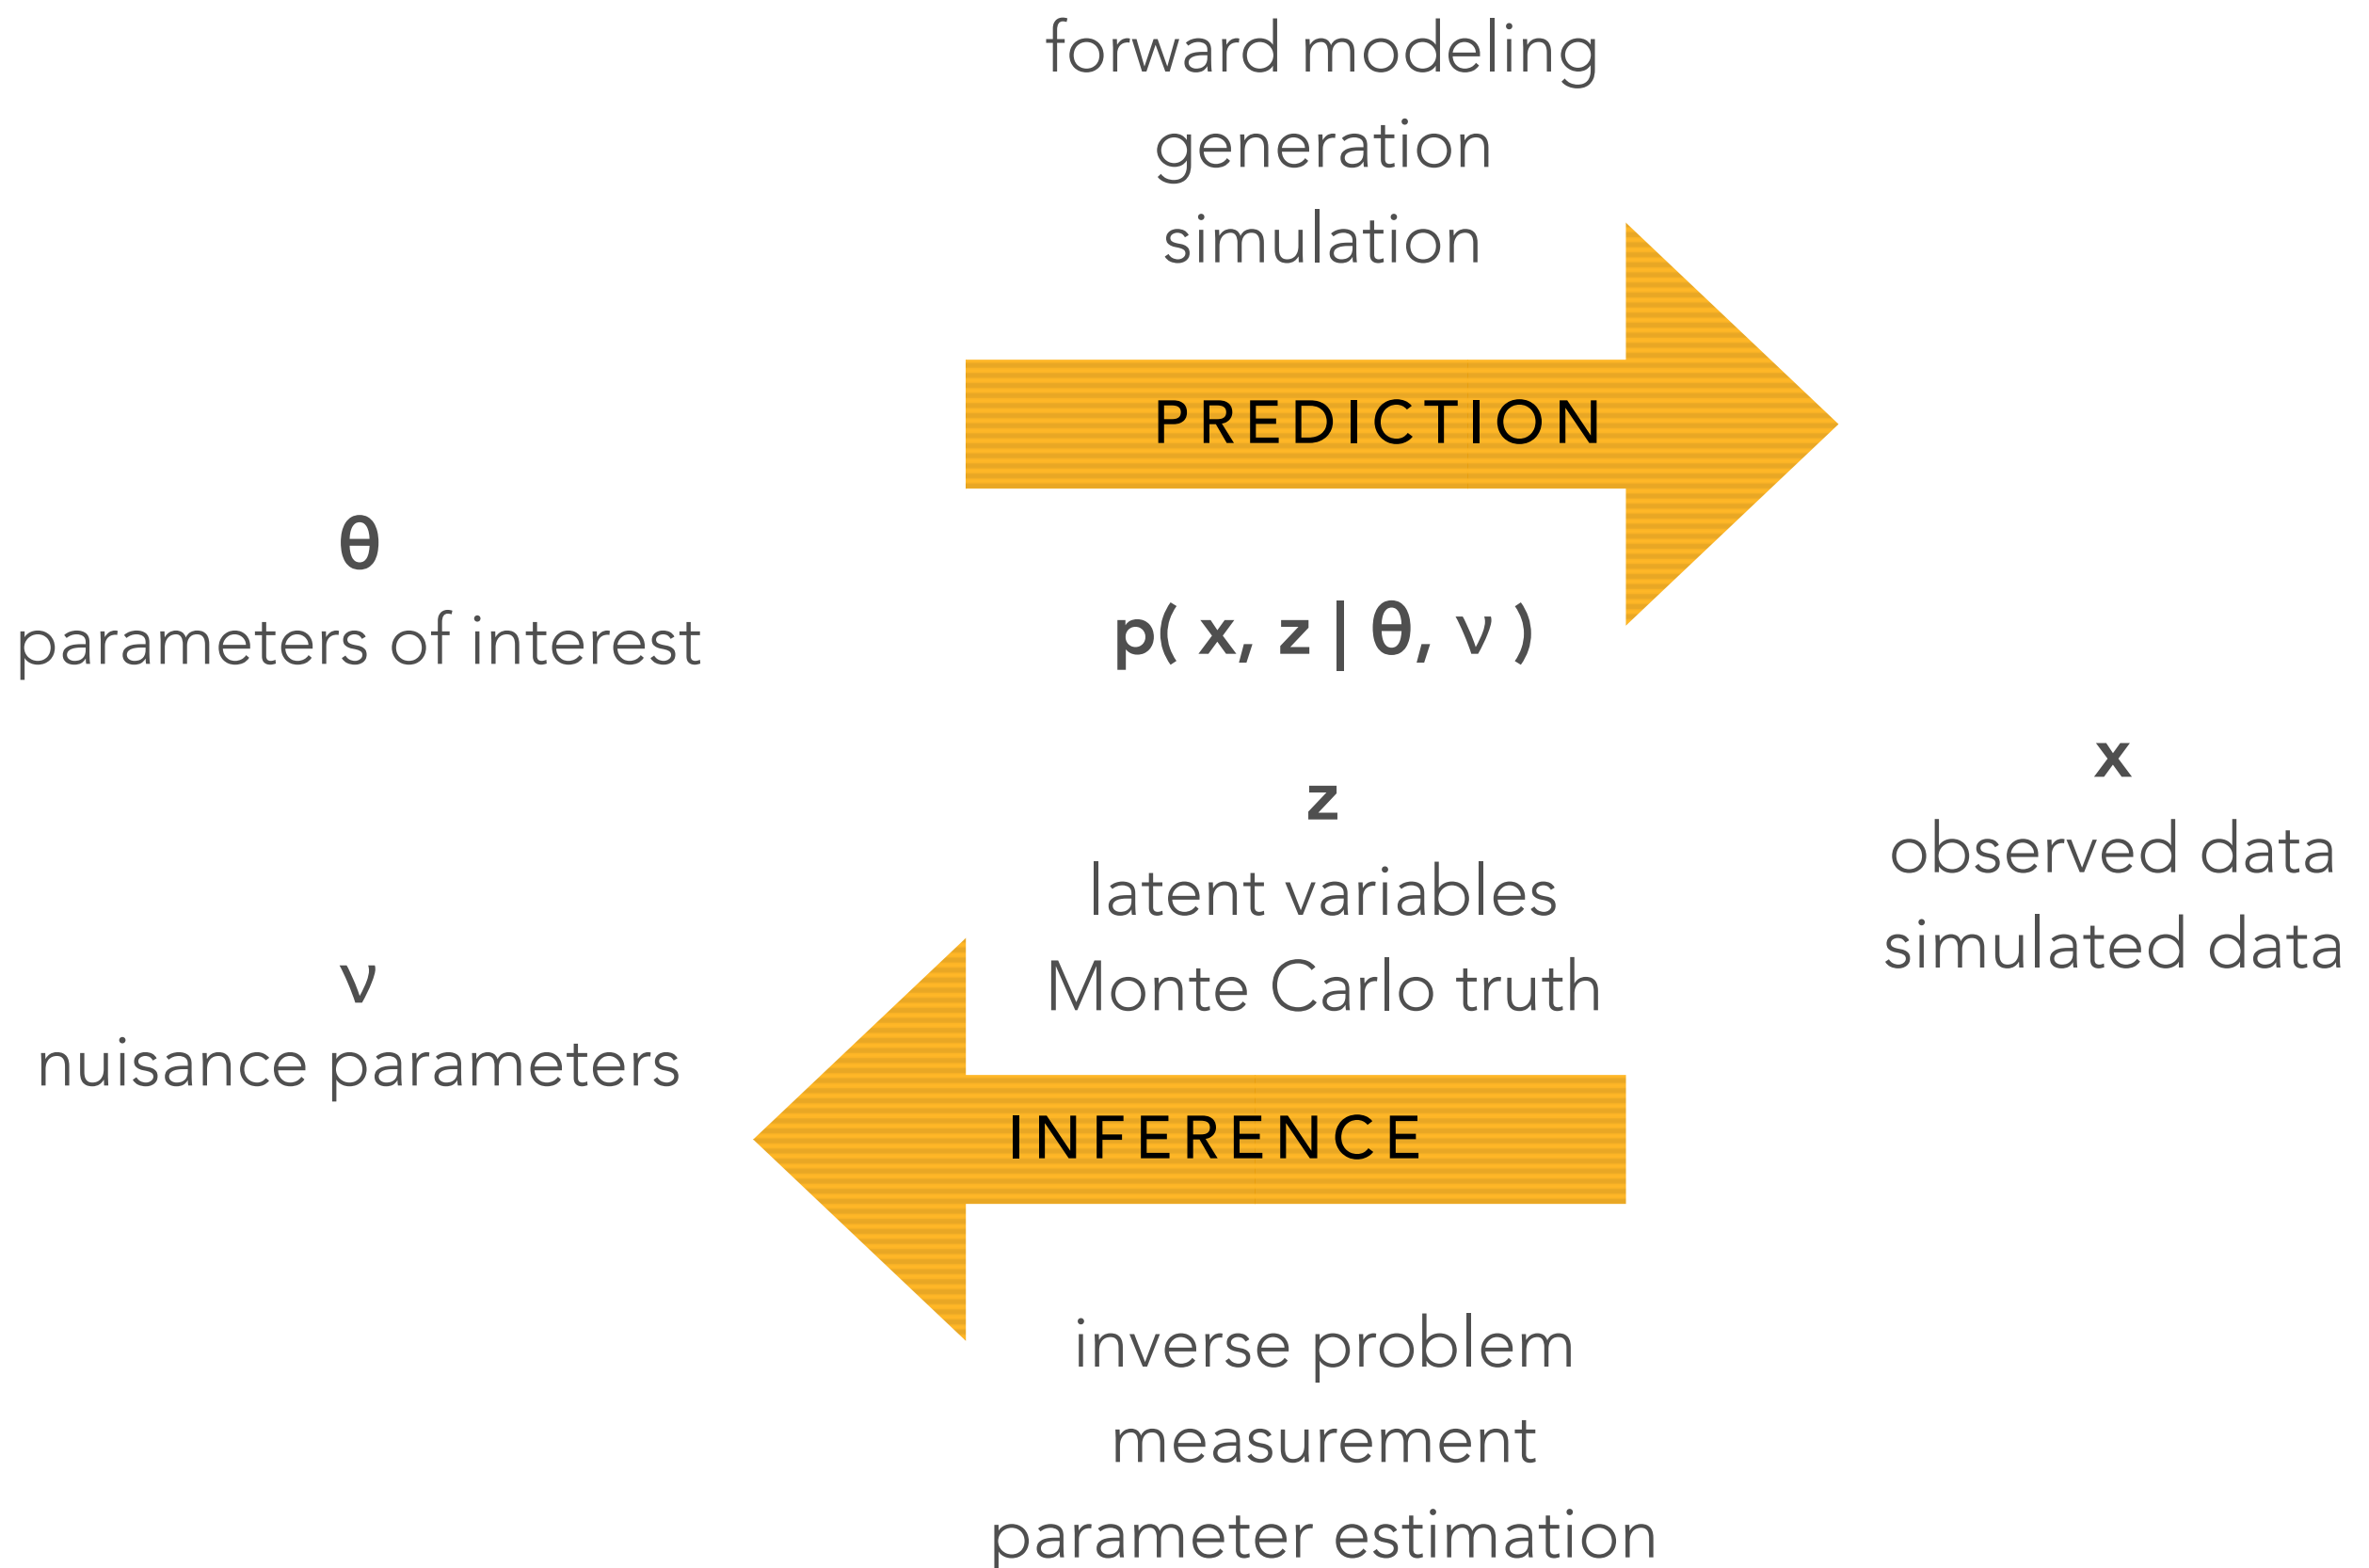 forward modeling
generation
simulation
PREDICTION
θ
parameters of interest
p( x, z | θ, ν )
x
observed data
simulated data
z
latent variables
Monte Carlo truth
ν
nuisance parameters
INFERENCE
inverse problem
measurement
parameter estimation